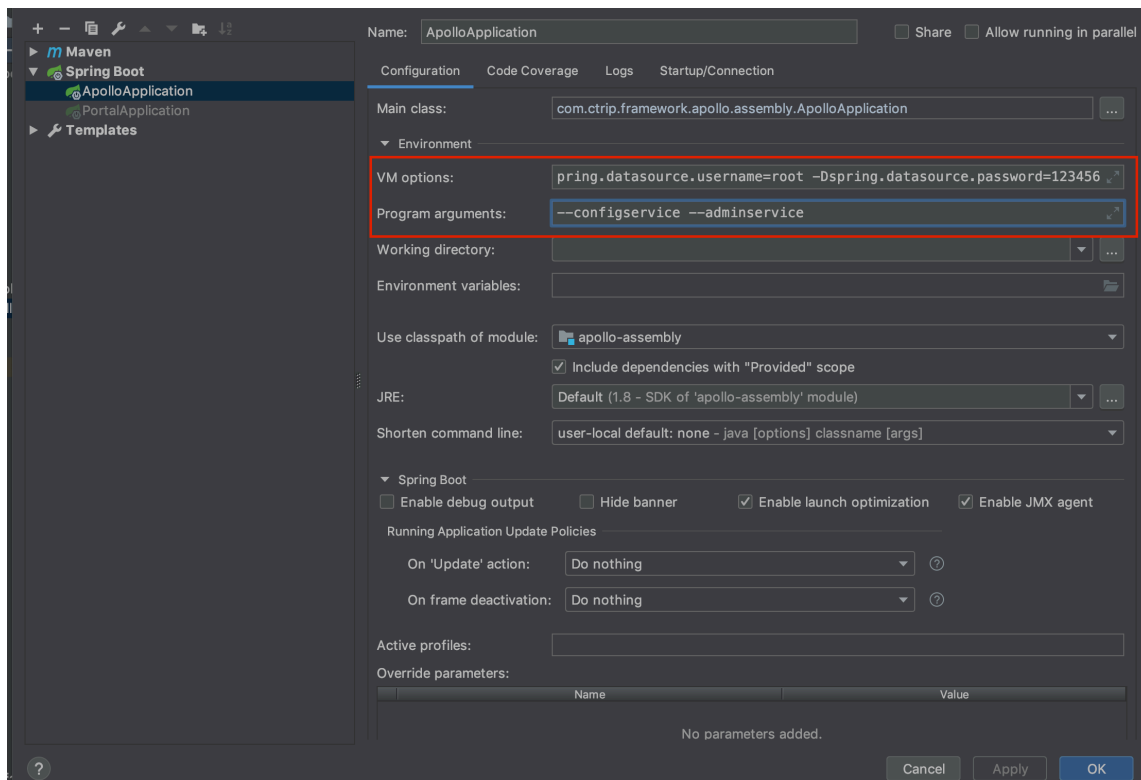 Name: ApolloApplication Share Allow running in parallel
Maven
Spring Boot
ApolloApplication
PortalApplication
Templates
Configuration Code Coverage Logs Startup/Connection
Main class: com.ctrip.framework.apollo.assembly.ApolloApplication ...
Environment
VM options: pring.datasource.username=root -Dspring.datasource.password=123456
Program arguments: --configservice --adminservice
Working directory: ...
Environment variables:
Use classpath of module: apollo-assembly
Include dependencies with "Provided" scope
JRE: Default (1.8 - SDK of 'apollo-assembly' module) ...
Shorten command line: user-local default: none - java [options] classname [args]
Spring Boot
Enable debug output Hide banner Enable launch optimization Enable JMX agent
Running Application Update Policies
On 'Update' action: Do nothing ?
On frame deactivation: Do nothing ?
Active profiles:
Override parameters:
Name Value
No parameters added.
? Cancel Apply OK